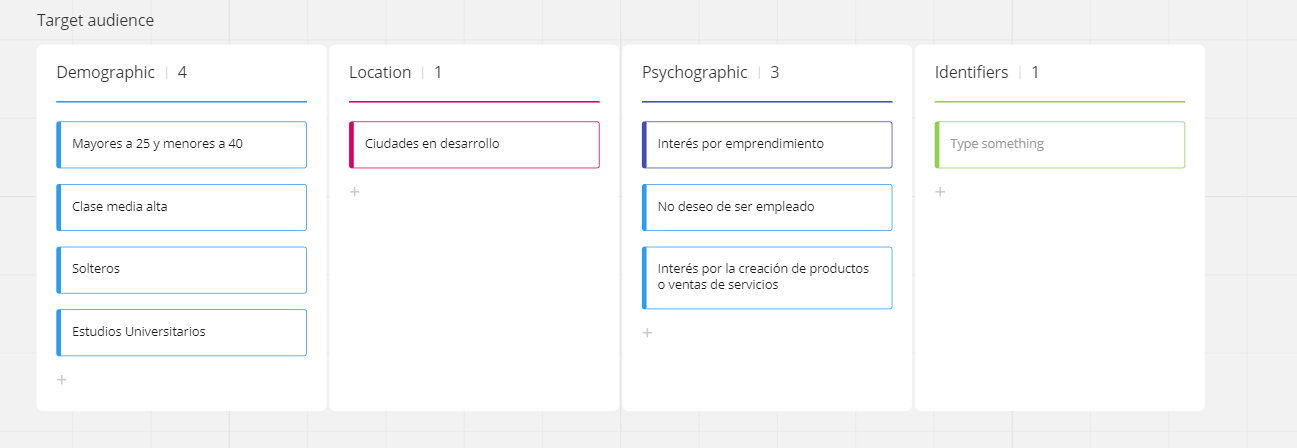 Target audience
Demographic | 4
Mayores a 25 y menores a 40
Clase media alta
Solteros
Estudios Universitarios
+
Location | 1
Ciudades en desarrollo
+
Psychographic | 3
Interés por emprendimiento
No deseo de ser empleado
Interés por la creación de productos
o ventas de servicios
+
Identifiers | 1
Type something
+